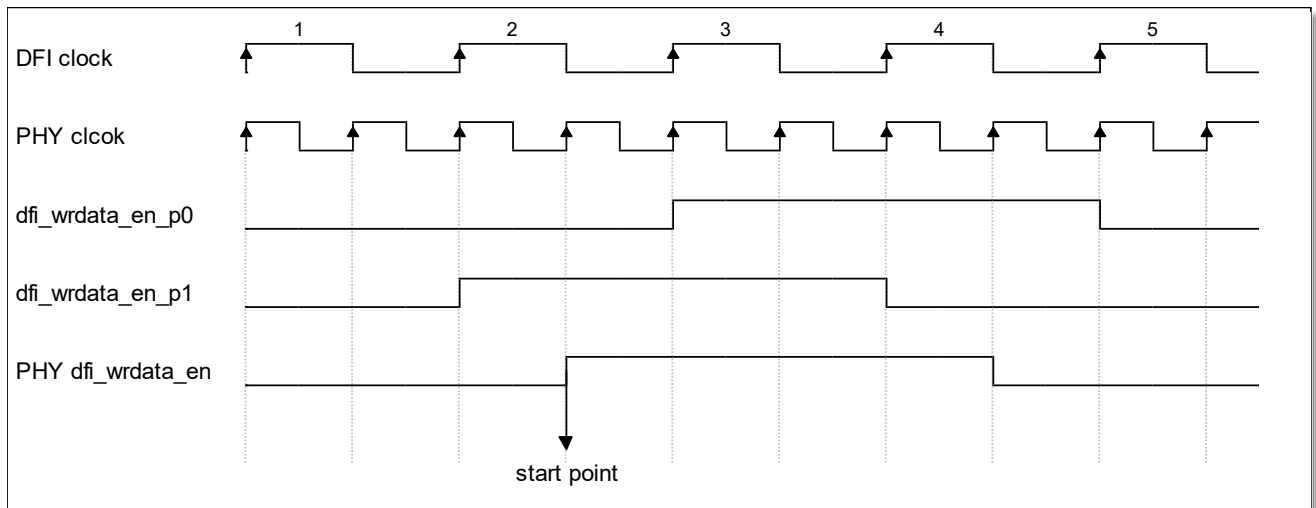 1 2 3 4 5
DFI clock
PHY clcok
dfi_wrdata_en_p0
dfi_wrdata_en_p1
PHY dfi_wrdata_en
start point